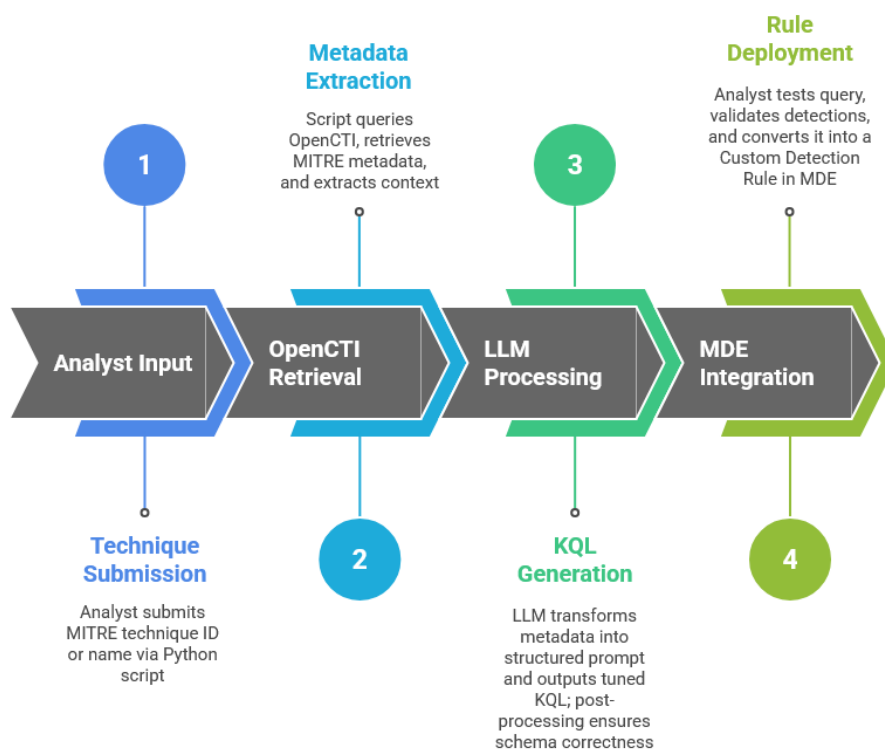 Metadata
Extraction
Script queries
OpenCTI, retrieves
MITRE metadata,
and extracts context
Rule
Deployment
Analyst tests query,
validates detections,
and converts it into a
Custom Detection
Rule in MDE
1
3
Analyst Input
OpenCTI
Retrieval
LLM
Processing
MDE
Integration
Technique
Submission
Analyst submits
MITRE technique ID
or name via Python
script
2
KQL
Generation
LLM transforms
metadata into
structured prompt
and outputs tuned
KQL; post-
processing ensures
schema correctness
4